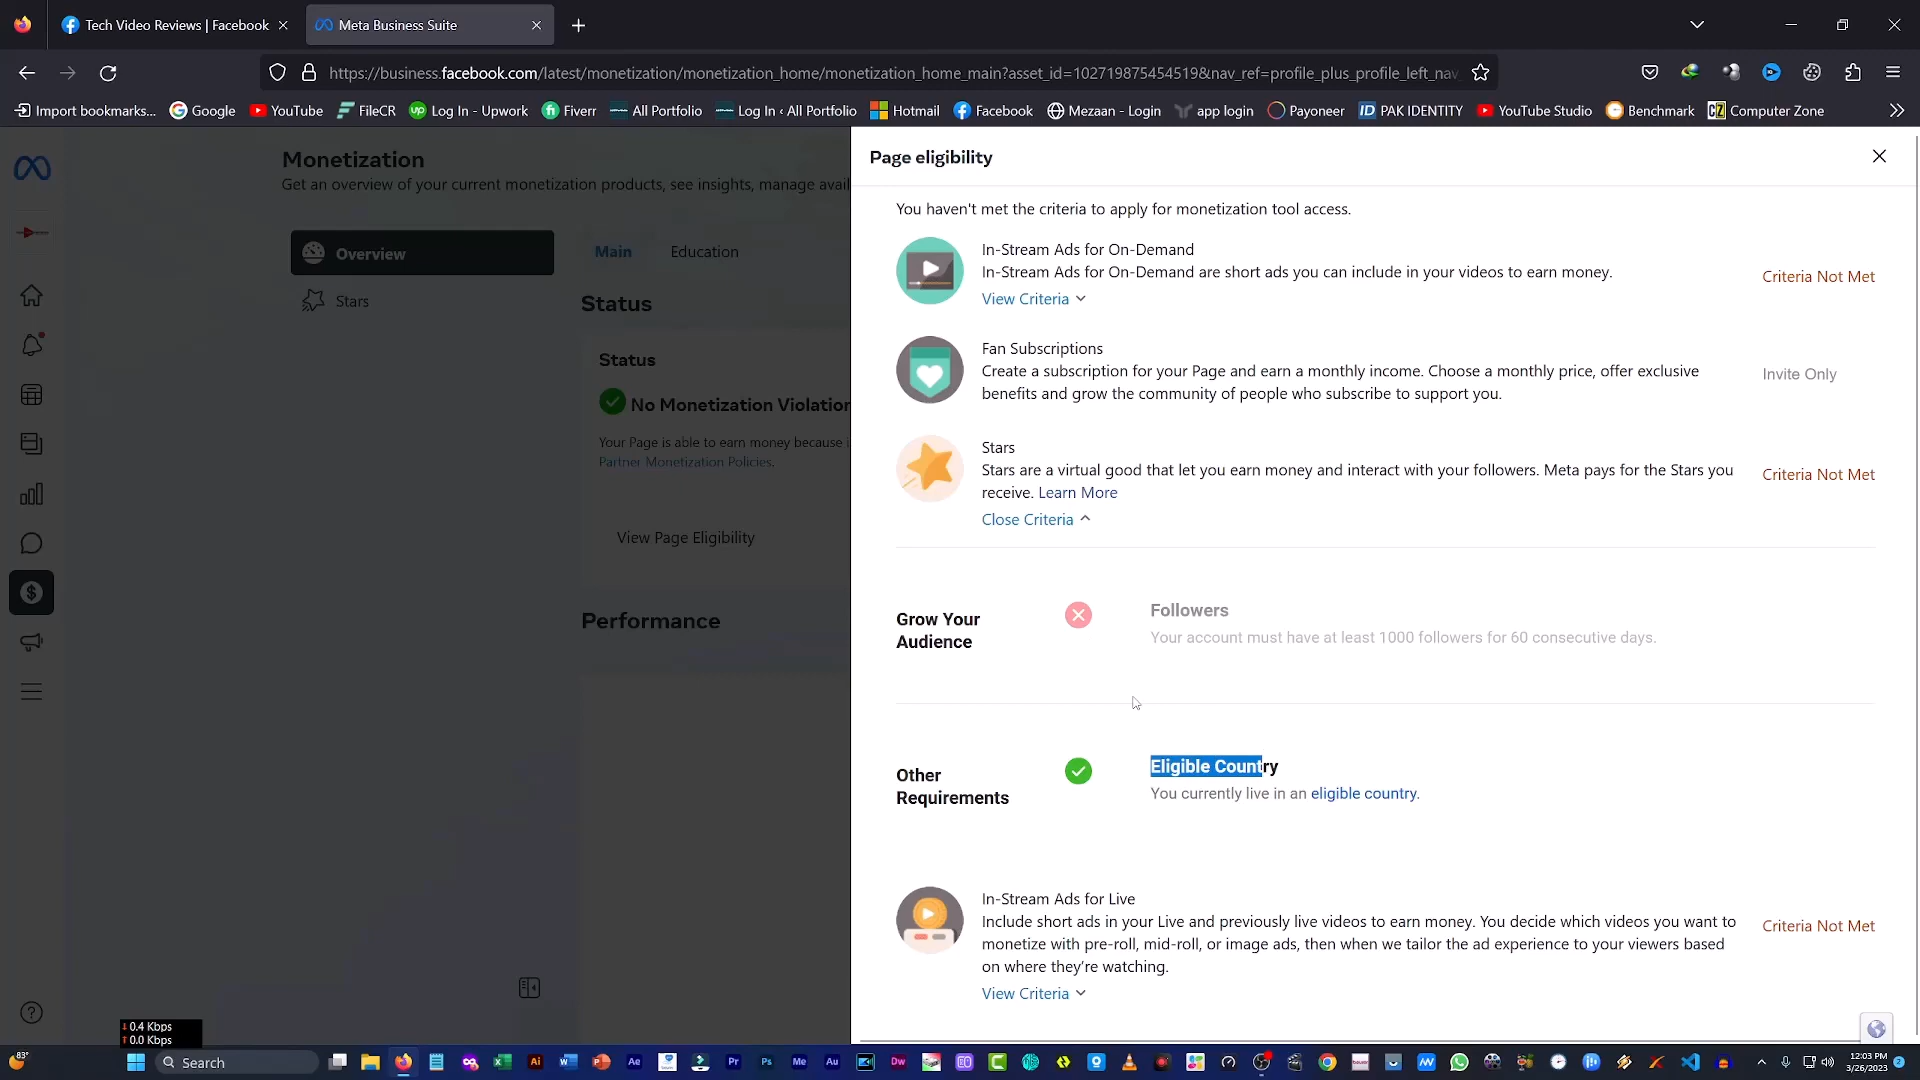 Tech Video Reviews | Facebook
Meta Business Suite
https://business.facebook.com/latest/monetization/monetization_home/monetization_home_main?asset_id=102719875454519&nav_ref=profile_plus_profile_left_nav_
Import bookmarks...
Google
YouTube
FileCR
up Log In - Upwork
fi Fiverr
All Portfolio
Log In ‹ All Portfolio
Hotmail
Facebook
Mezaan - Login
app login
Payoneer
ID PAK IDENTITY
YouTube Studio
Benchmark
CZ Computer Zone
Monetization
Get an overview of your current monetization products, see insights, manage avail
Overview
Stars
Main
Education
Status
Status
No Monetization Violation
Your Page is able to earn money because i
Partner Monetization Policies.
View Page Eligibility
Performance
Page eligibility
You haven't met the criteria to apply for monetization tool access.
In-Stream Ads for On-Demand
In-Stream Ads for On-Demand are short ads you can include in your videos to earn money.
View Criteria
Criteria Not Met
Fan Subscriptions
Create a subscription for your Page and earn a monthly income. Choose a monthly price, offer exclusive
benefits and grow the community of people who subscribe to support you.
Invite Only
Stars
Stars are a virtual good that let you earn money and interact with your followers. Meta pays for the Stars you
receive. Learn More
Close Criteria
Criteria Not Met
Grow Your
Audience
Followers
Your account must have at least 1000 followers for 60 consecutive days.
Other
Requirements
Eligible Country
You currently live in an eligible country.
In-Stream Ads for Live
Include short ads in your Live and previously live videos to earn money. You decide which videos you want to
monetize with pre-roll, mid-roll, or image ads, then when we tailor the ad experience to your viewers based
on where they're watching.
View Criteria
Criteria Not Met
0.4 Kbps
0.0 Kbps
83°
Search
Ai
Ae
Pr
Ps
Me
Au
Dw
12:03 PM
3/26/2023
2